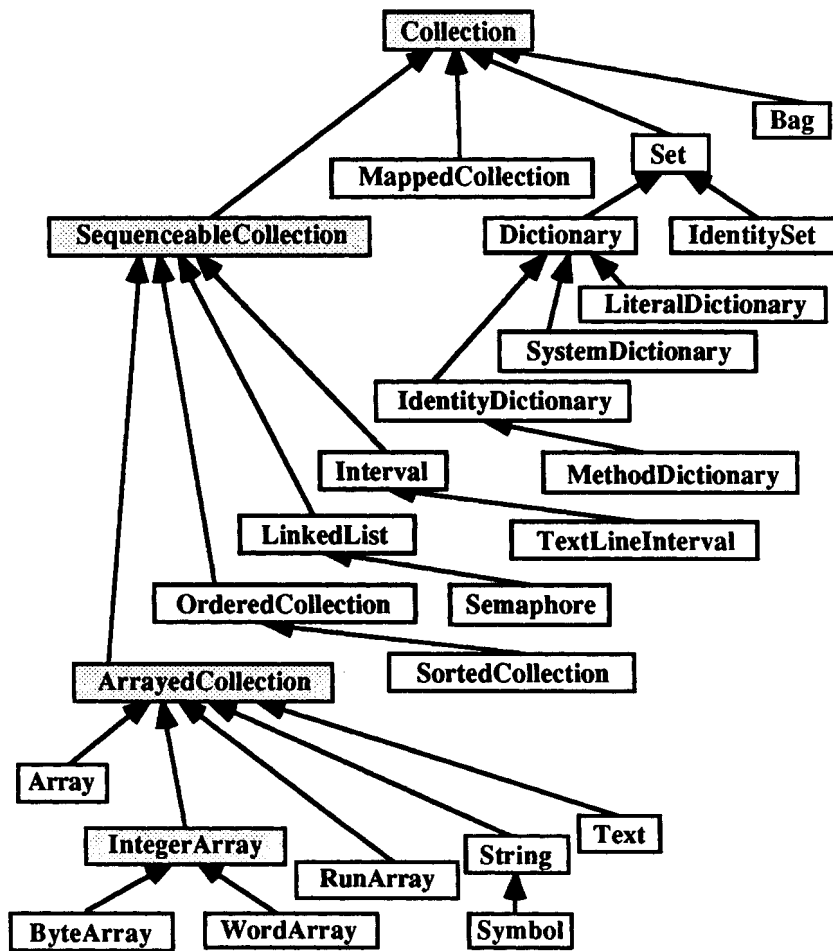 Collection
Bag
Set
MappedCollection
SequenceableCollection
Dictionary
IdentitySet
LiteralDictionary
SystemDictionary
IdentityDictionary
Interval
MethodDictionary
LinkedList
TextLineInterval
OrderedCollection
Semaphore
SortedCollection
ArrayedCollection
Array
IntegerArray
Text
String
RunArray
ByteArray
WordArray
Symbol